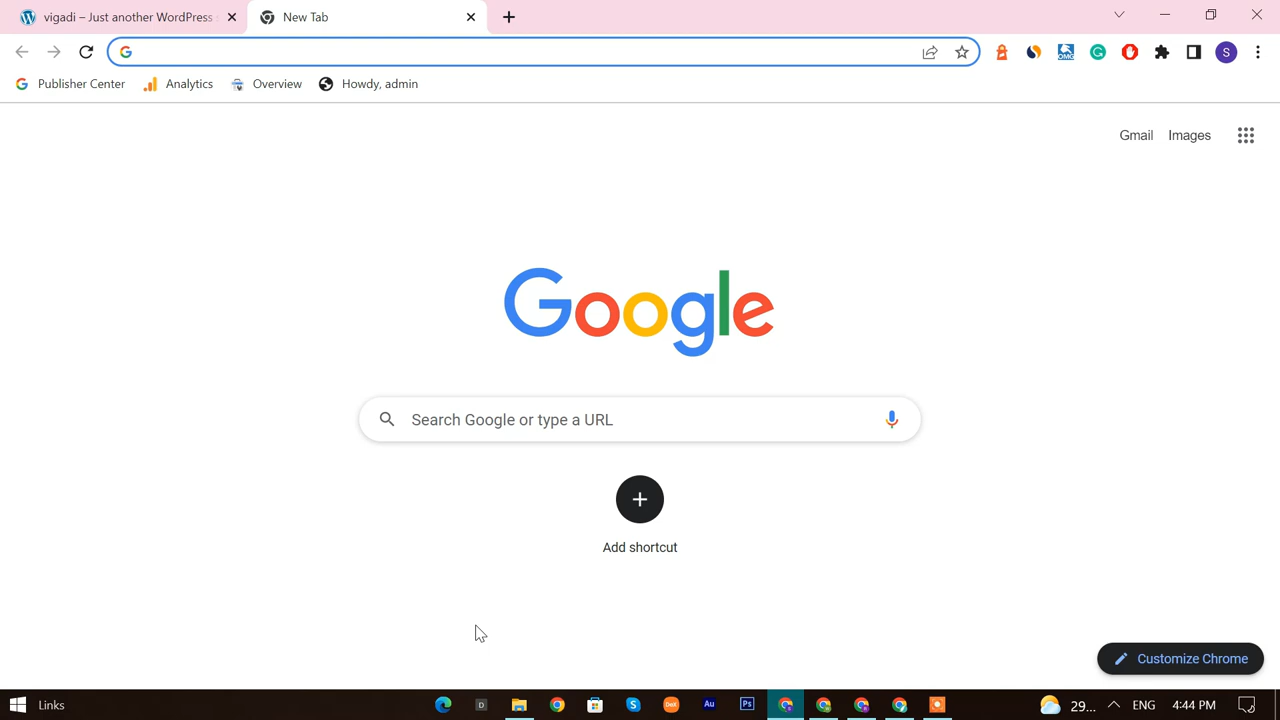 vigadi – Just another WordPress
New Tab
Publisher Center
Analytics
Overview
Howdy, admin
Gmail
Images
Google
Search Google or type a URL
Add shortcut
Customize Chrome
Links
29...
ENG
4:44 PM